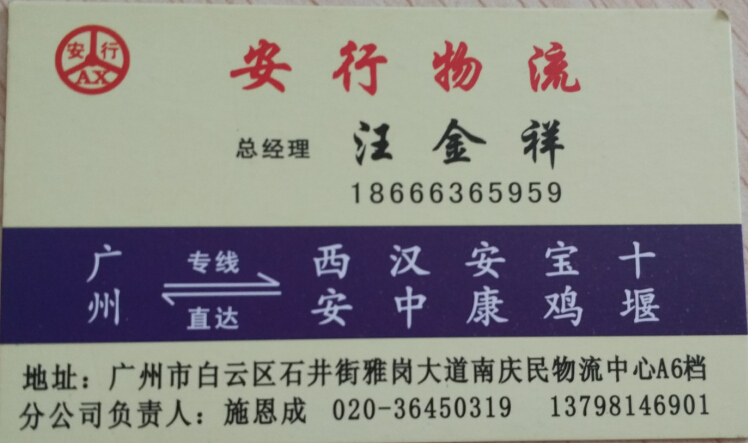 安行
AX
安行物流
总经理 汪金祥
18666365959
广州 专线 直达 西安 汉中 安康 宝鸡 十堰
地址：广州市白云区石井街雅岗大道南庆民物流中心A6档
分公司负责人：施恩成 020-36450319 13798146901